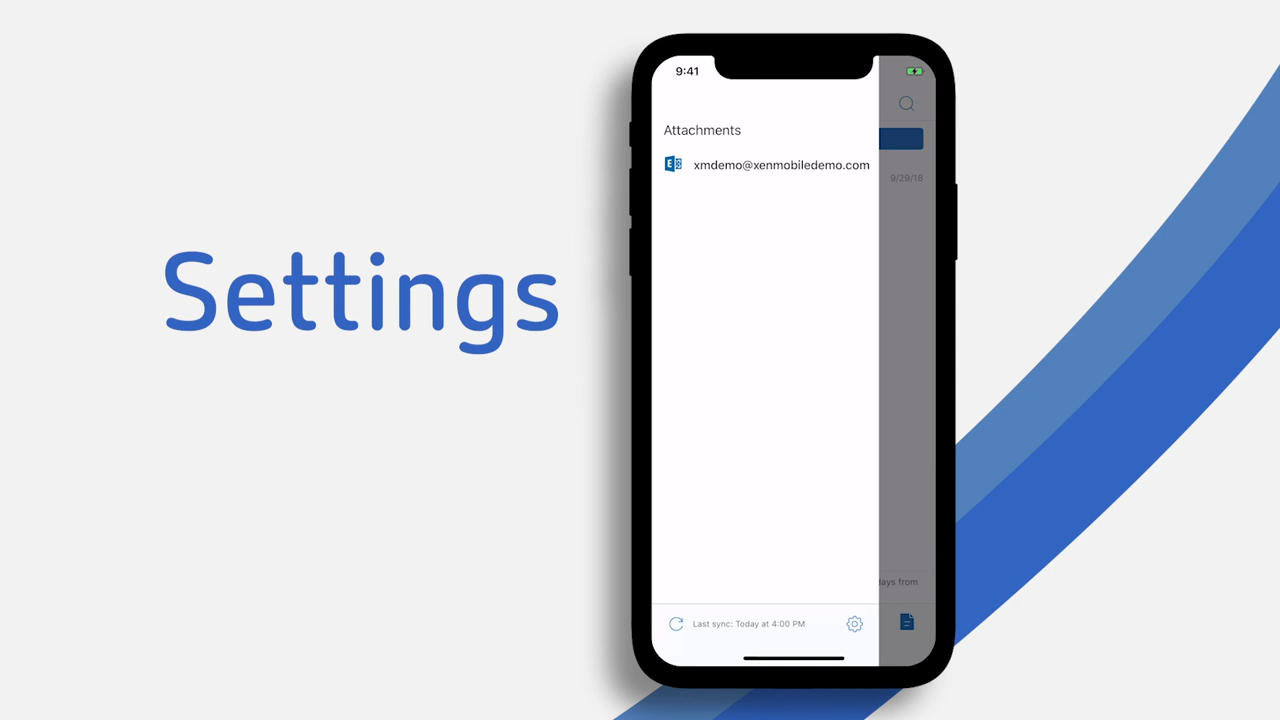 Settings
9:41
Attachments
E
xmdemo@xenmobiledemo.com
9/29/18
days from
Last sync: Today at 4:00 PM